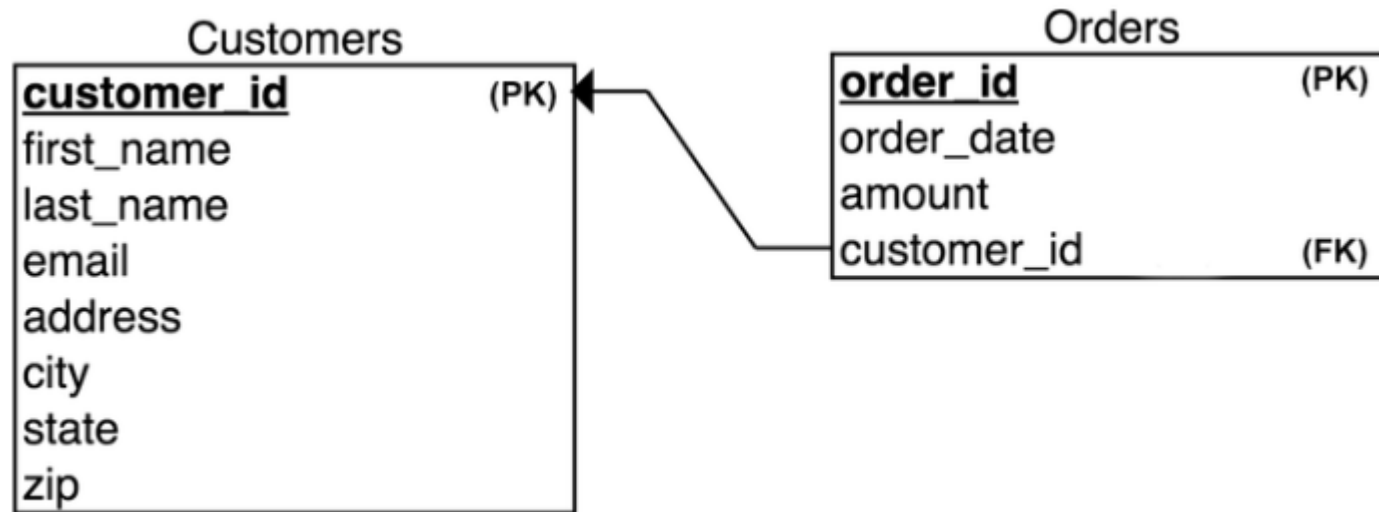 Customers
customer_id (PK)
first_name
last_name
email
address
city
state
zip
Orders
order_id (PK)
order_date
amount
customer_id (FK)